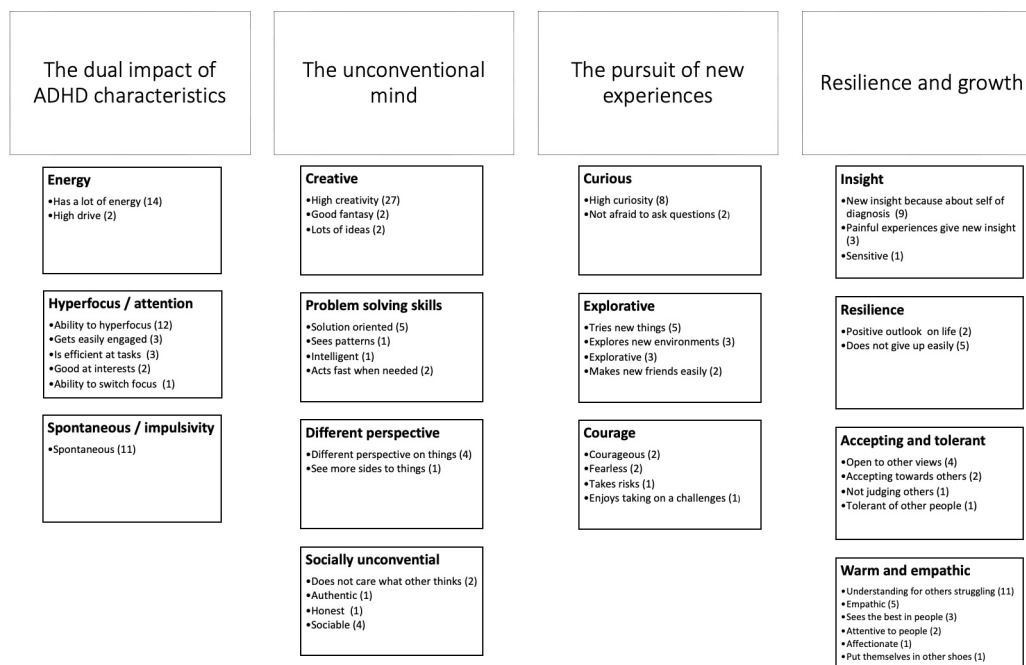 The dual impact of
ADHD characteristics
Energy
•Has a lot of energy (14)
•High drive (2)
Hyperfocus / attention
•Ability to hyperfocus (12)
•Gets easily engaged (3)
•Is efficient at tasks (3)
•Good at interests (2)
•Ability to switch focus (1)
Spontaneous / impulsivity
•Spontaneous (11)
The unconventional
mind
Creative
•High creativity (27)
•Good fantasy (2)
•Lots of ideas (2)
Problem solving skills
•Solution oriented (5)
•Sees patterns (1)
•Intelligent (1)
•Acts fast when needed (2)
Different perspective
•Different perspective on things (4)
•See more sides to things (1)
Socially unconvential
•Does not care what other thinks (2)
•Authentic (1)
•Honest (1)
•Sociable (4)
The pursuit of new
experiences
Curious
•High curiosity (8)
•Not afraid to ask questions (2)
Explorative
•Tries new things (5)
•Explores new environments (3)
•Explorative (3)
•Makes new friends easily (2)
Courage
•Courageous (2)
•Fearless (2)
•Takes risks (1)
•Enjoys taking on a challenges (1)
Resilience and growth
Insight
•New insight because about self of
diagnosis (9)
•Painful experiences give new insight
(3)
•Sensitive (1)
Resilience
•Positive outlook on life (2)
•Does not give up easily (5)
Accepting and tolerant
•Open to other views (4)
•Accepting towards others (2)
•Not judging others (1)
•Tolerant of other people (1)
Warm and empathic
•Understanding for others struggling (11)
•Empathic (5)
•Sees the best in people (3)
•Attentive to people (2)
•Affectionate (1)
•Put themselves in other shoes (1)